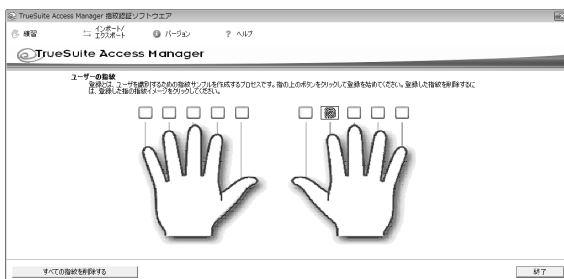 TrueSuite Access Manager 指紋認証ソフトウエア
練習
インポート/
エクスポート
バージョン
? ヘルプ
TrueSuite Access Manager
ユーザーの指紋
登録とは、ユーザを識別するための指紋サンプルを作成するプロセスです。指の上のボタンをクリックして登録を始めてください。登録した指紋を削除するに
は、登録した指の指紋イメージをクリックしてください。
すべての指紋を削除する
終了